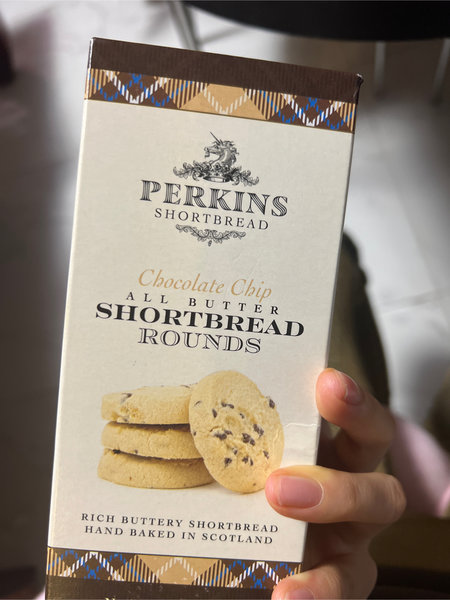 PERKINS
SHORTBREAD
Chocolate Chip
ALL BUTTER
SHORTBREAD
ROUNDS
RICH BUTTERY SHORTBREAD
HAND BAKED IN SCOTLAND